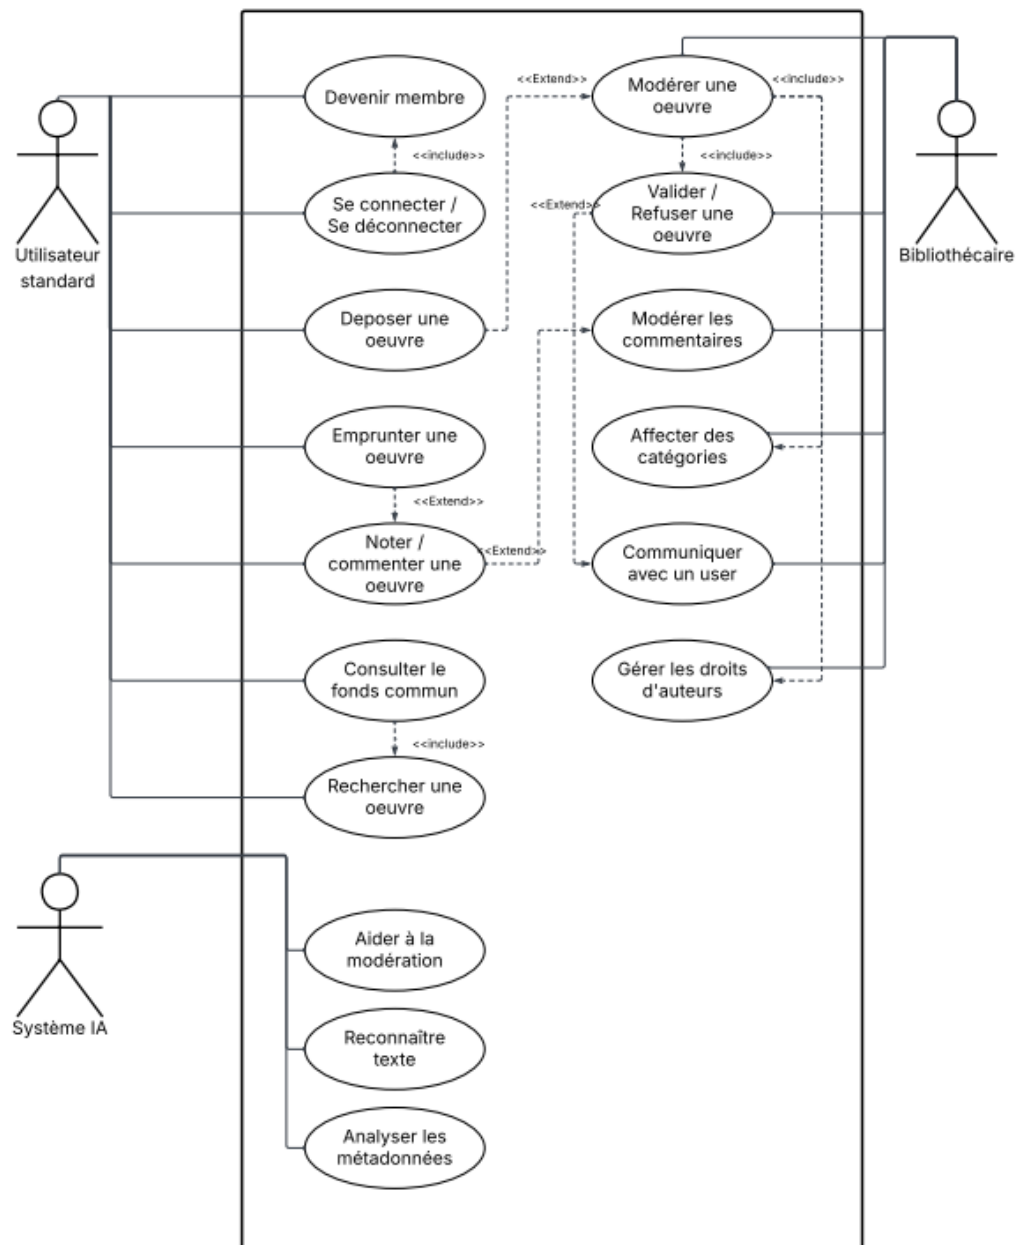 Devenir membre
<<include>>
Se connecter /
Se déconnecter
Utilisateur
standard
Deposer une
oeuvre
Emprunter une
oeuvre
<<Extend>>
Noter /
commenter une
oeuvre
<<Extend>>
Consulter le
fonds commun
<<include>>
Rechercher une
oeuvre
<<Extend>>
Modérer une
oeuvre
<<include>>
<<include>>
<<Extend>>
Valider /
Refuser une
oeuvre
Bibliothécaire
Modérer les
commentaires
Affecter des
catégories
Communiquer
avec un user
Gérer les droits
d'auteurs
Système IA
Aider à la
modération
Reconnaître
texte
Analyser les
métadonnées